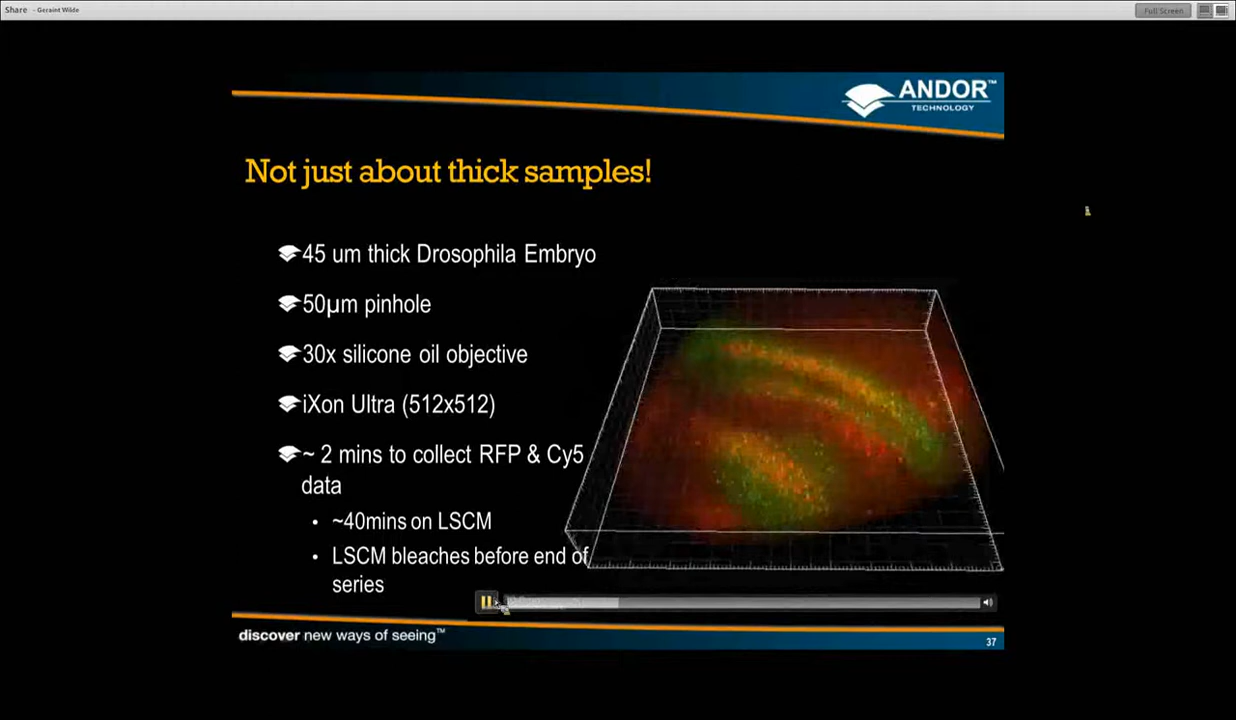 Share - Geraint Wilde
Full Screen
ANDOR™
TECHNOLOGY
Not just about thick samples!
45 um thick Drosophila Embryo
50µm pinhole
30x silicone oil objective
iXon Ultra (512x512)
~ 2 mins to collect RFP & Cy5
data
• ~40mins on LSCM
• LSCM bleaches before end of
series
discover new ways of seeing™
37